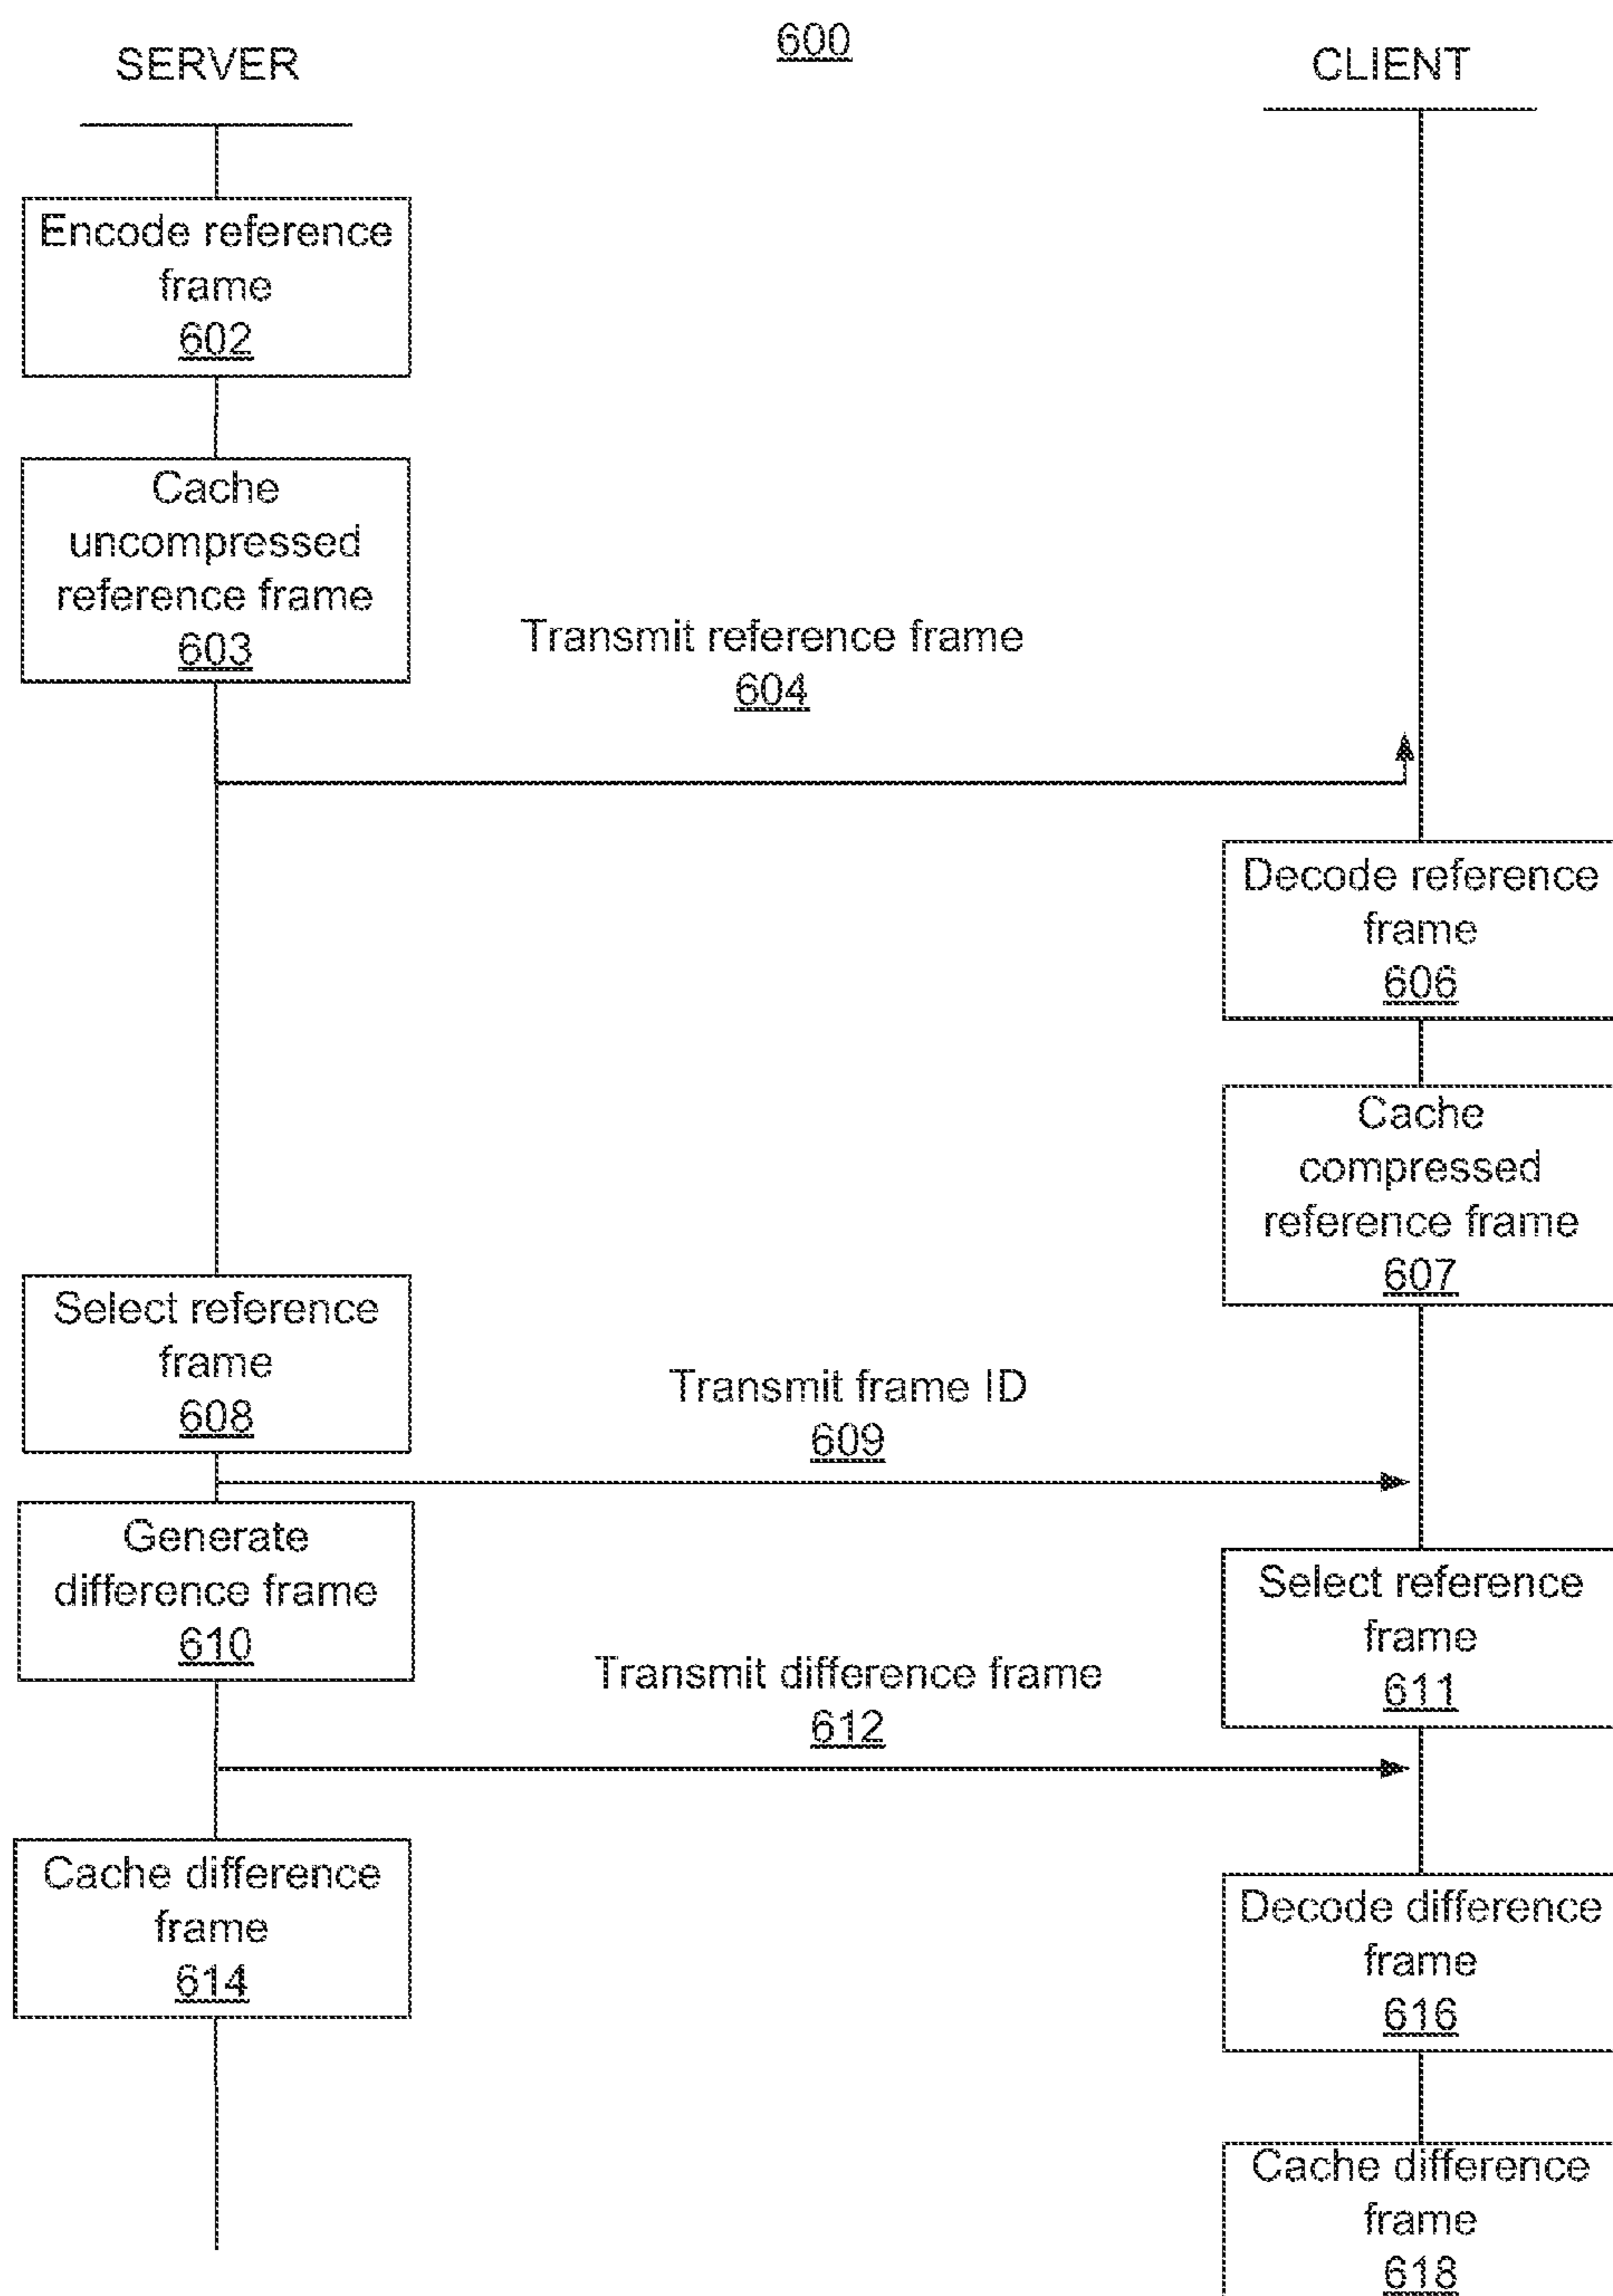 600
SERVER
CLIENT
Encode reference
frame
602
Cache
uncompressed
reference frame
603
Transmit reference frame
604
Decode reference
frame
606
Cache
compressed
reference frame
607
Select reference
frame
608
Transmit frame ID
609
Generate
difference frame
610
Select reference
frame
611
Transmit difference frame
612
Cache difference
frame
614
Decode difference
frame
616
Cache difference
frame
618